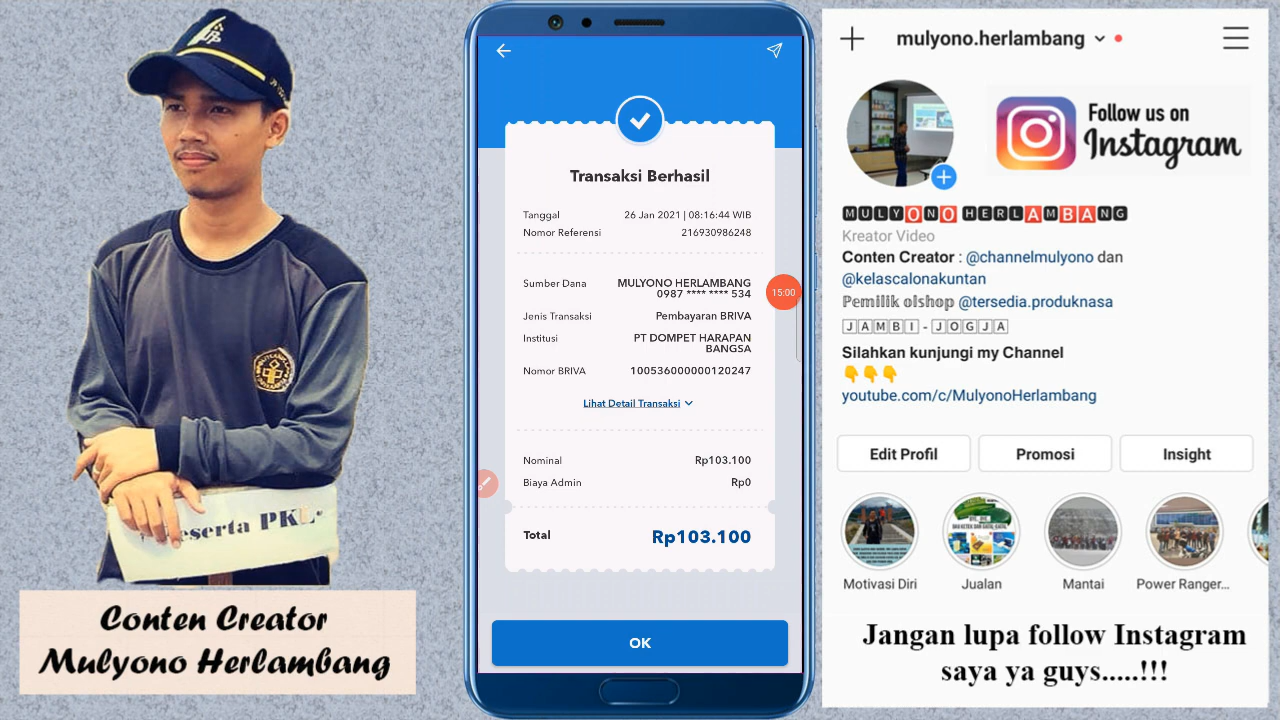 eserta PKL
Conten Creator
Mulyono Herlambang
Transaksi Berhasil
Tanggal 26 Jan 2021 | 08:16:44 WIB
Nomor Referensi 216930986248
Sumber Dana MULYONO HERLAMBANG
0987 **** **** 534
Jenis Transaksi Pembayaran BRIVA
Institusi PT DOMPET HARAPAN
BANGSA
Nomor BRIVA 100536000000120247
Lihat Detail Transaksi
Nominal Rp103.100
Biaya Admin Rp0
Total Rp103.100
OK
15:00
mulyono.herlambang
Follow us on
Instagram
MULYONO HERLAMBANG
Kreator Video
Conten Creator : @channelmulyono dan
@kelascalonakuntan
Pemilik olshop @tersedia.produknasa
JAMBI - JOGJA
Silahkan kunjungi my Channel
👇👇👇
youtube.com/c/MulyonoHerlambang
Edit Profil Promosi Insight
Motivasi Diri Jualan Mantai Power Ranger...
Jangan lupa follow Instagram
saya ya guys.....!!!